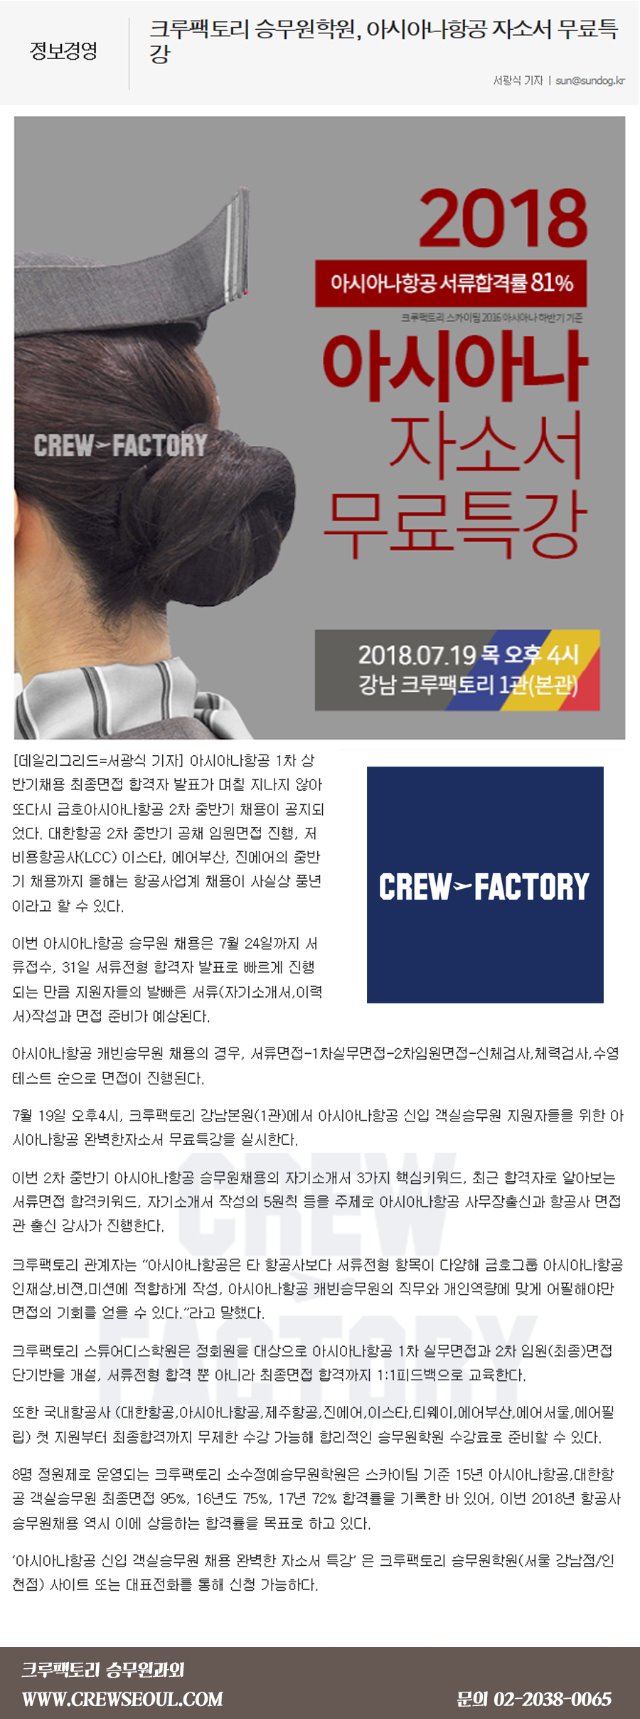 정보경영
크루팩토리 승무원학원, 아시아나항공 자소서 무료특
강
서광식 기자 | sun@sundog.kr
2018
아시아나항공 서류합격률 81%
크루팩토리 스카이팀 2016 아시아나 하반기 기준
아시아나
자소서
무료특강
CREW FACTORY
2018.07.19 목 오후 4시
강남 크루팩토리 1관(본관)
[데일리그리드=서광식 기자] 아시아나항공 1차 상
반기채용 최종면접 합격자 발표가 며칠 지나지 않아
또다시 금호아시아나항공 2차 중반기 채용이 공지되
었다. 대한항공 2차 중반기 공채 임원면접 진행, 저
비용항공사(LCC) 이스타, 에어부산, 진에어의 중반
기 채용까지 올해는 항공사업계 채용이 사실상 풍년
이라고 할 수 있다.
CREW FACTORY
이번 아시아나항공 승무원 채용은 7월 24일까지 서
류접수, 31일 서류전형 합격자 발표로 빠르게 진행
되는 만큼 지원자들의 발빠른 서류(자기소개서,이력
서)작성과 면접 준비가 예상된다.
아시아나항공 캐빈승무원 채용의 경우, 서류면접-1차실무면접-2차임원면접-신체검사,체력검사,수영
테스트 순으로 면접이 진행된다.
7월 19일 오후4시, 크루팩토리 강남본원(1관)에서 아시아나항공 신입 객실승무원 지원자들을 위한 아
시아나항공 완벽한자소서 무료특강을 실시한다.
이번 2차 중반기 아시아나항공 승무원채용의 자기소개서 3가지 핵심키워드, 최근 합격자로 알아보는
서류면접 합격키워드, 자기소개서 작성의 5원칙 등을 주제로 아시아나항공 사무장출신과 항공사 면접
관 출신 강사가 진행한다.
크루팩토리 관계자는 “아시아나항공은 타 항공사보다 서류전형 항목이 다양해 금호그룹 아시아나항공
인재상,비젼,미션에 적합하게 작성, 아시아나항공 캐빈승무원의 직무와 개인역량에 맞게 어필해야만
면접의 기회를 얻을 수 있다.”라고 말했다.
크루팩토리 스튜어디스학원은 정회원을 대상으로 아시아나항공 1차 실무면접과 2차 임원(최종)면접
단기반을 개설, 서류전형 합격 뿐 아니라 최종면접 합격까지 1:1피드백으로 교육한다.
또한 국내항공사 (대한항공,아시아나항공,제주항공,진에어,이스타,티웨이,에어부산,에어서울,에어필
립) 첫 지원부터 최종합격까지 무제한 수강 가능해 합리적인 승무원학원 수강료로 준비할 수 있다.
8명 정원제로 운영되는 크루팩토리 소수정예승무원학원은 스카이팀 기준 15년 아시아나항공,대한항
공 객실승무원 최종면접 95%, 16년도 75%, 17년 72% 합격률을 기록한 바 있어, 이번 2018년 항공사
승무원채용 역시 이에 상응하는 합격률을 목표로 하고 있다.
‘아시아나항공 신입 객실승무원 채용 완벽한 자소서 특강’ 은 크루팩토리 승무원학원(서울 강남점/인
천점) 사이트 또는 대표전화를 통해 신청 가능하다.
CREW
FACTORY
크루팩토리 승무원과외
WWW.CREWSEOUL.COM
문의 02-2038-0065